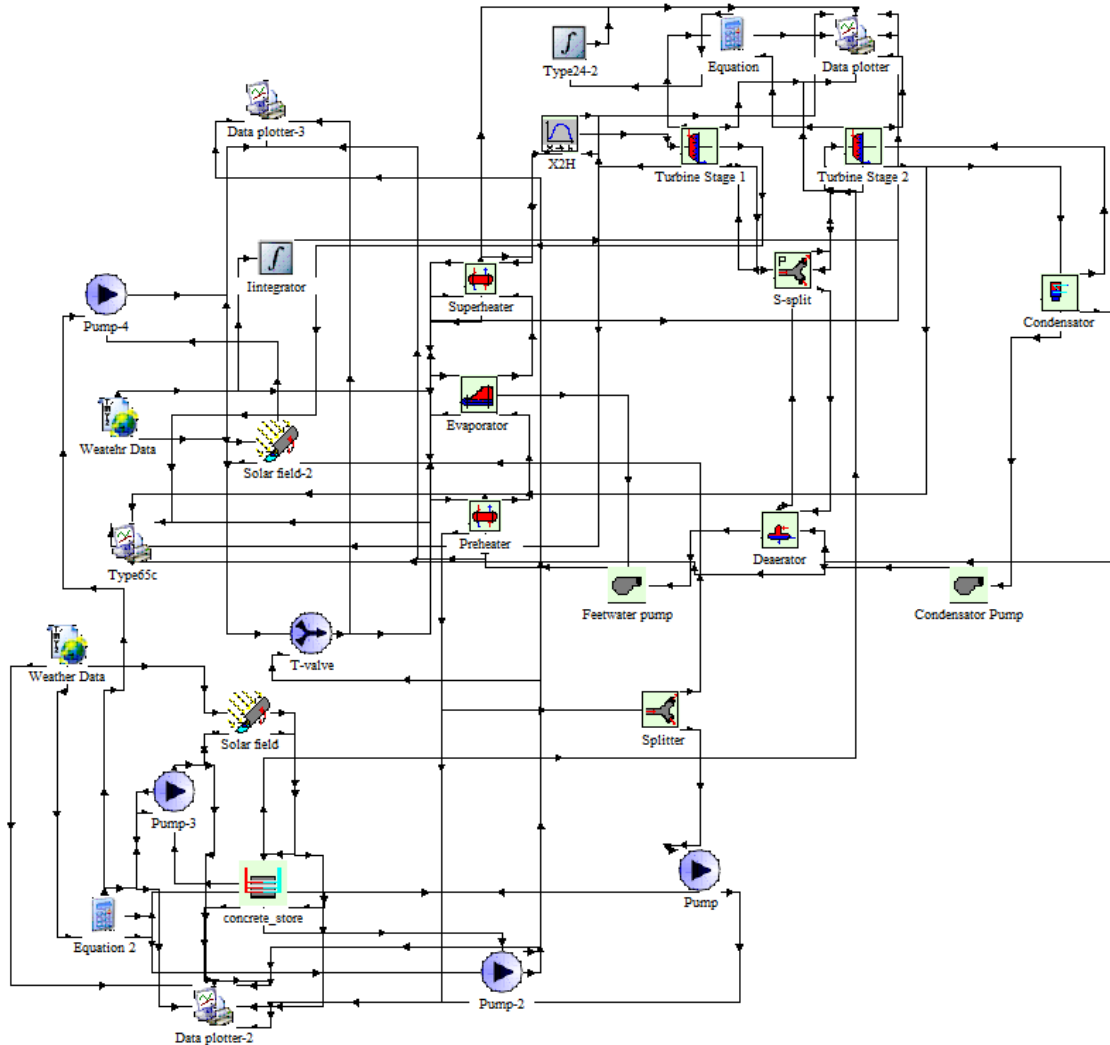 Type24-2
Equation
Data plotter
Data plotter-3
X2H
Turbine Stage 1
Turbine Stage 2
P
S-split
Iintegrator
Superheater
Condensator
Pump-4
Evaporator
Weatehr Data
Solar field-2
Type65c
Preheater
Deaerator
Feetwater pump
Condensator Pump
Weather Data
T-valve
Solar field
Splitter
Pump-3
Pump
concrete_store
Equation 2
Pump-2
Data plotter-2